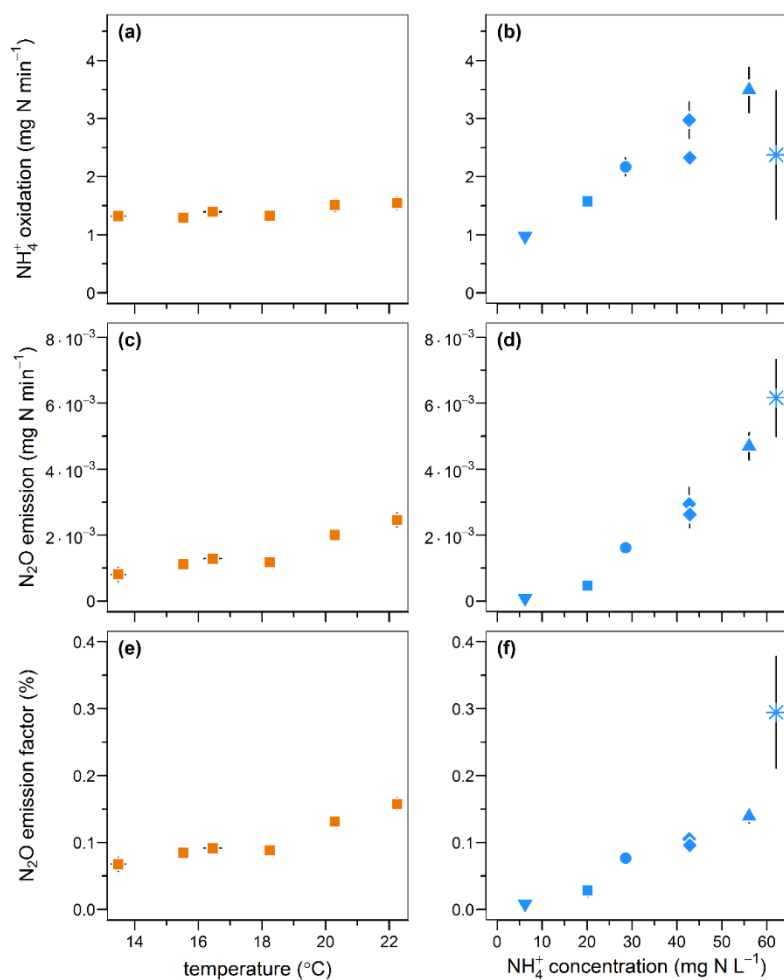 (a)
(b)
4
3
2
1
0
NH₄⁺ oxidation (mg N min⁻¹)
4
3
2
1
0
(c)
(d)
8 · 10⁻³
6 · 10⁻³
4 · 10⁻³
2 · 10⁻³
0
N₂O emission (mg N min⁻¹)
8 · 10⁻³
6 · 10⁻³
4 · 10⁻³
2 · 10⁻³
0
(e)
(f)
0.4
0.3
0.2
0.1
0.0
N₂O emission factor (%)
0.4
0.3
0.2
0.1
0.0
14 16 18 20 22
0 10 20 30 40 50 60
temperature (°C)
NH₄⁺ concentration (mg N L⁻¹)